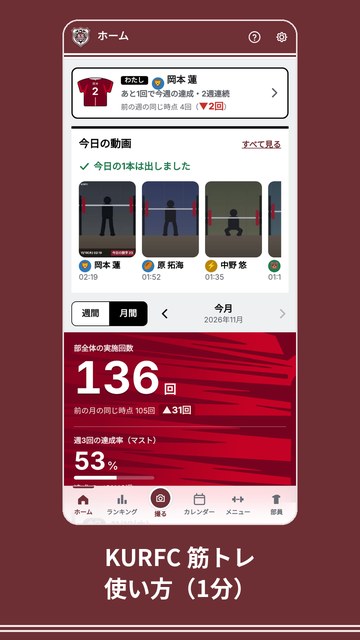 ホーム
わたし 岡本 蓮
2
あと1回で今週の達成・2週連続
前の週の同じ時点 4回（▼2回）
今日の動画 すべて見る
今日の1本は出しました
岡本 蓮 原 拓海 中野 悠
02:19 01:52 01:35 01:1
週間 月間 今月
2026年11月
部全体の実施回数
136回
前の月の同じ時点 105回 ▲31回
週3回の達成率（マスト）
53%
ホーム ランキング 撮る カレンダー メニュー 部員
KURFC 筋トレ
使い方（1分）